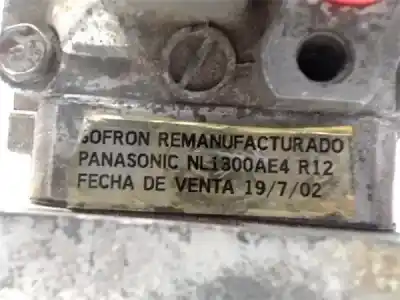 SOFRON REMANUFACTURADO
PANASONIC NL1300AE4 R12
FECHA DE VENTA 19/7/02